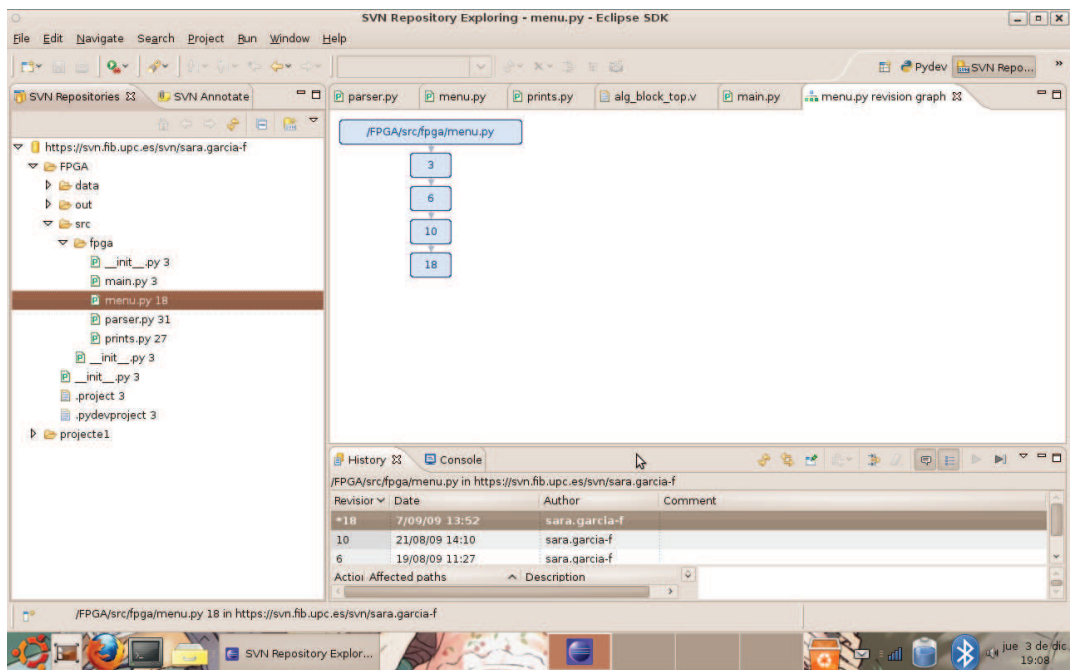 SVN Repository Exploring - menu.py - Eclipse SDK
File Edit Navigate Search Project Run Window Help
Pydev SVN Repo... »
SVN Repositories SVN Annotate
parser.py menu.py prints.py alg_block_top.v main.py menu.py revision graph
https://svn.fib.upc.es/svn/sara.garcia-f
FPGA
data
out
src
fpga
__init__.py 3
main.py 3
menu.py 18
parser.py 31
prints.py 27
__init__.py 3
__init__.py 3
.project 3
.pydevproject 3
projecte1
/FPGA/src/fpga/menu.py
3
6
10
18
History Console
/FPGA/src/fpga/menu.py in https://svn.fib.upc.es/svn/sara.garcia-f
Revisior Date Author Comment
*18 7/09/09 13:52 sara.garcia-f
10 21/08/09 14:10 sara.garcia-f
6 19/08/09 11:27 sara.garcia-f
Actioi Affected paths Description
/FPGA/src/fpga/menu.py 18 in https://svn.fib.upc.es/svn/sara.garcia-f
SVN Repository Explor...
jue 3 de dic
19:08